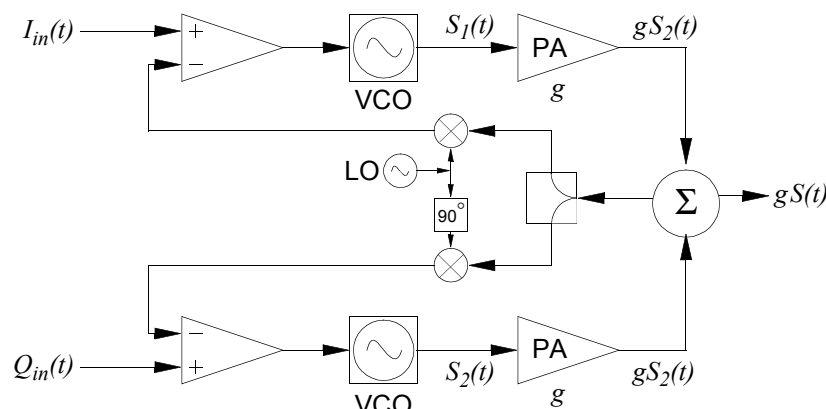 I_in(t)
+
−
VCO
S_1(t)
PA
g
gS_2(t)
LO
90°
Σ
gS(t)
−
+
Q_in(t)
VCO
S_2(t)
PA
g
gS_2(t)